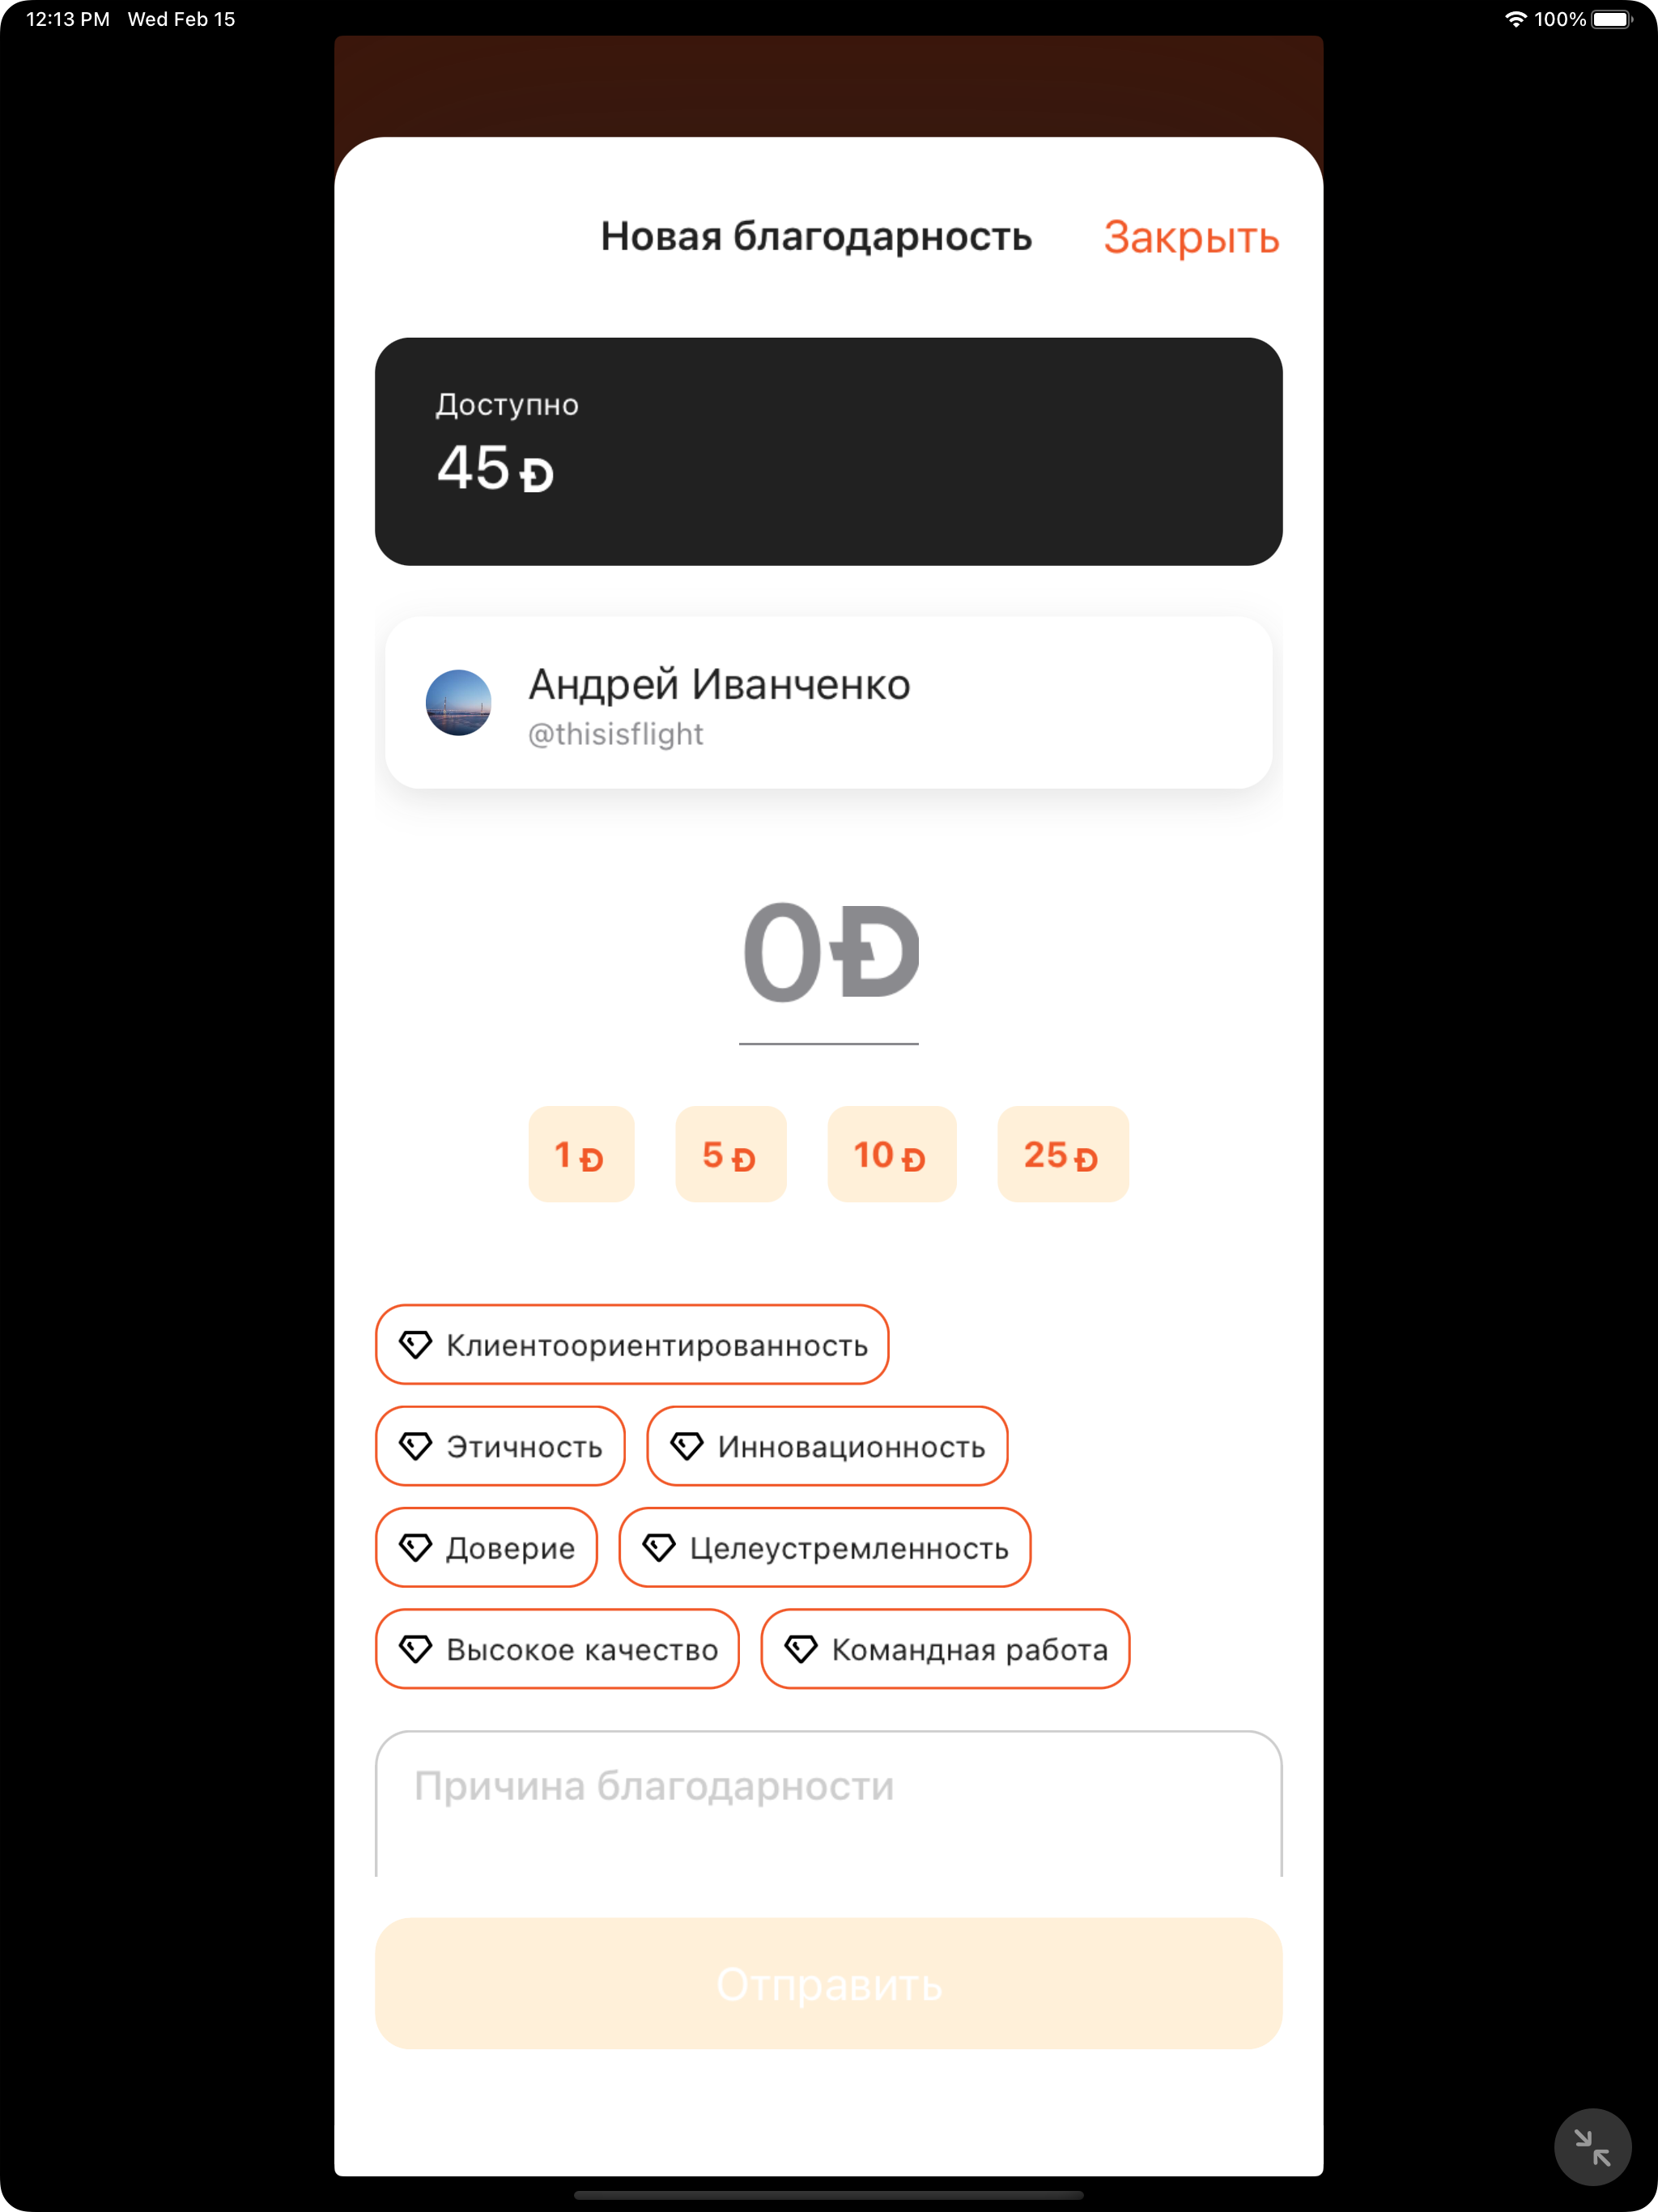 12:13 PM Wed Feb 15 100%
Новая благодарность Закрыть
Доступно
45 Đ
Андрей Иванченко
@thisisflight
0Đ
1 Đ 5 Đ 10 Đ 25 Đ
Клиентоориентированность
Этичность Инновационность
Доверие Целеустремленность
Высокое качество Командная работа
Причина благодарности
Отправить